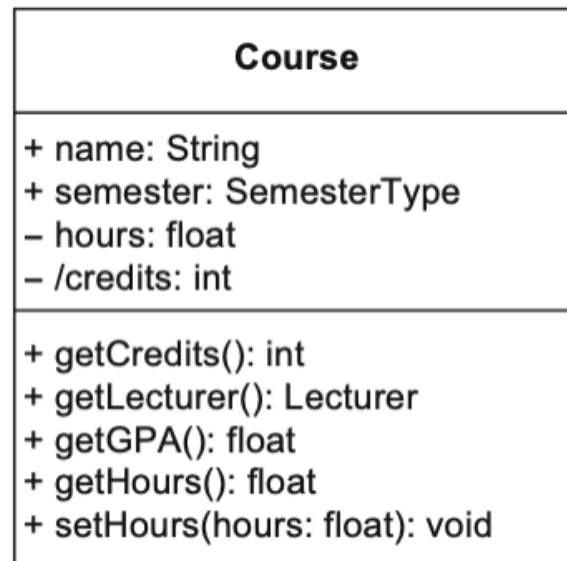 Course
+ name: String
+ semester: SemesterType
– hours: float
– /credits: int
+ getCredits(): int
+ getLecturer(): Lecturer
+ getGPA(): float
+ getHours(): float
+ setHours(hours: float): void